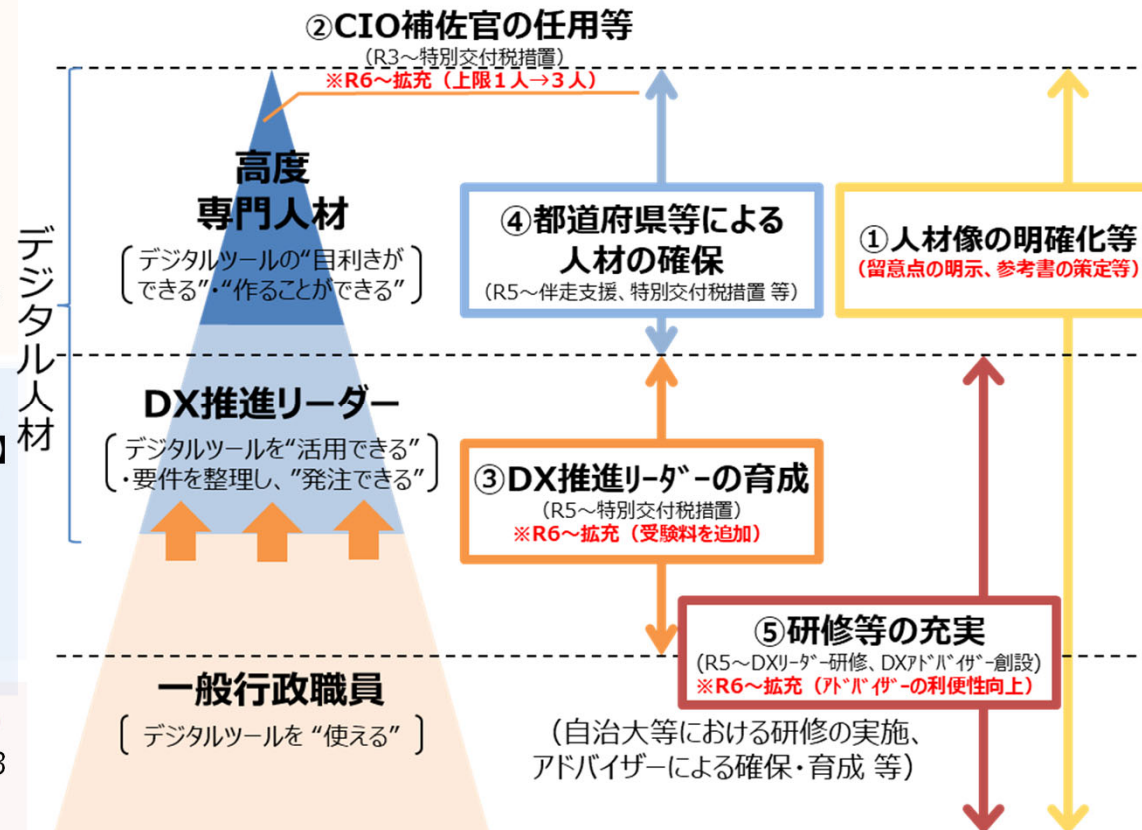 ②CIO補佐官の任用等
(R3～特別交付税措置)
※R6～拡充（上限１人→３人）
デジタル人材
高度
専門人材
デジタルツールの“目利きが
できる”・“作ることができる”
④都道府県等による
人材の確保
(R5～伴走支援、特別交付税措置 等)
①人材像の明確化等
(留意点の明示、参考書の策定等)
DX推進リーダー
デジタルツールを“活用できる”
・要件を整理し、”発注できる”
③DX推進ﾘｰﾀﾞｰの育成
(R5～特別交付税措置)
※R6～拡充（受験料を追加）
⑤研修等の充実
(R5～DXﾘｰﾀﾞｰ研修、DXｱﾄﾞﾊﾞｲｻﾞｰ創設)
※R6～拡充（ｱﾄﾞﾊﾞｲｻﾞｰの利便性向上）
一般行政職員
デジタルツールを “使える”
（自治大等における研修の実施、
アドバイザーによる確保・育成 等）
】